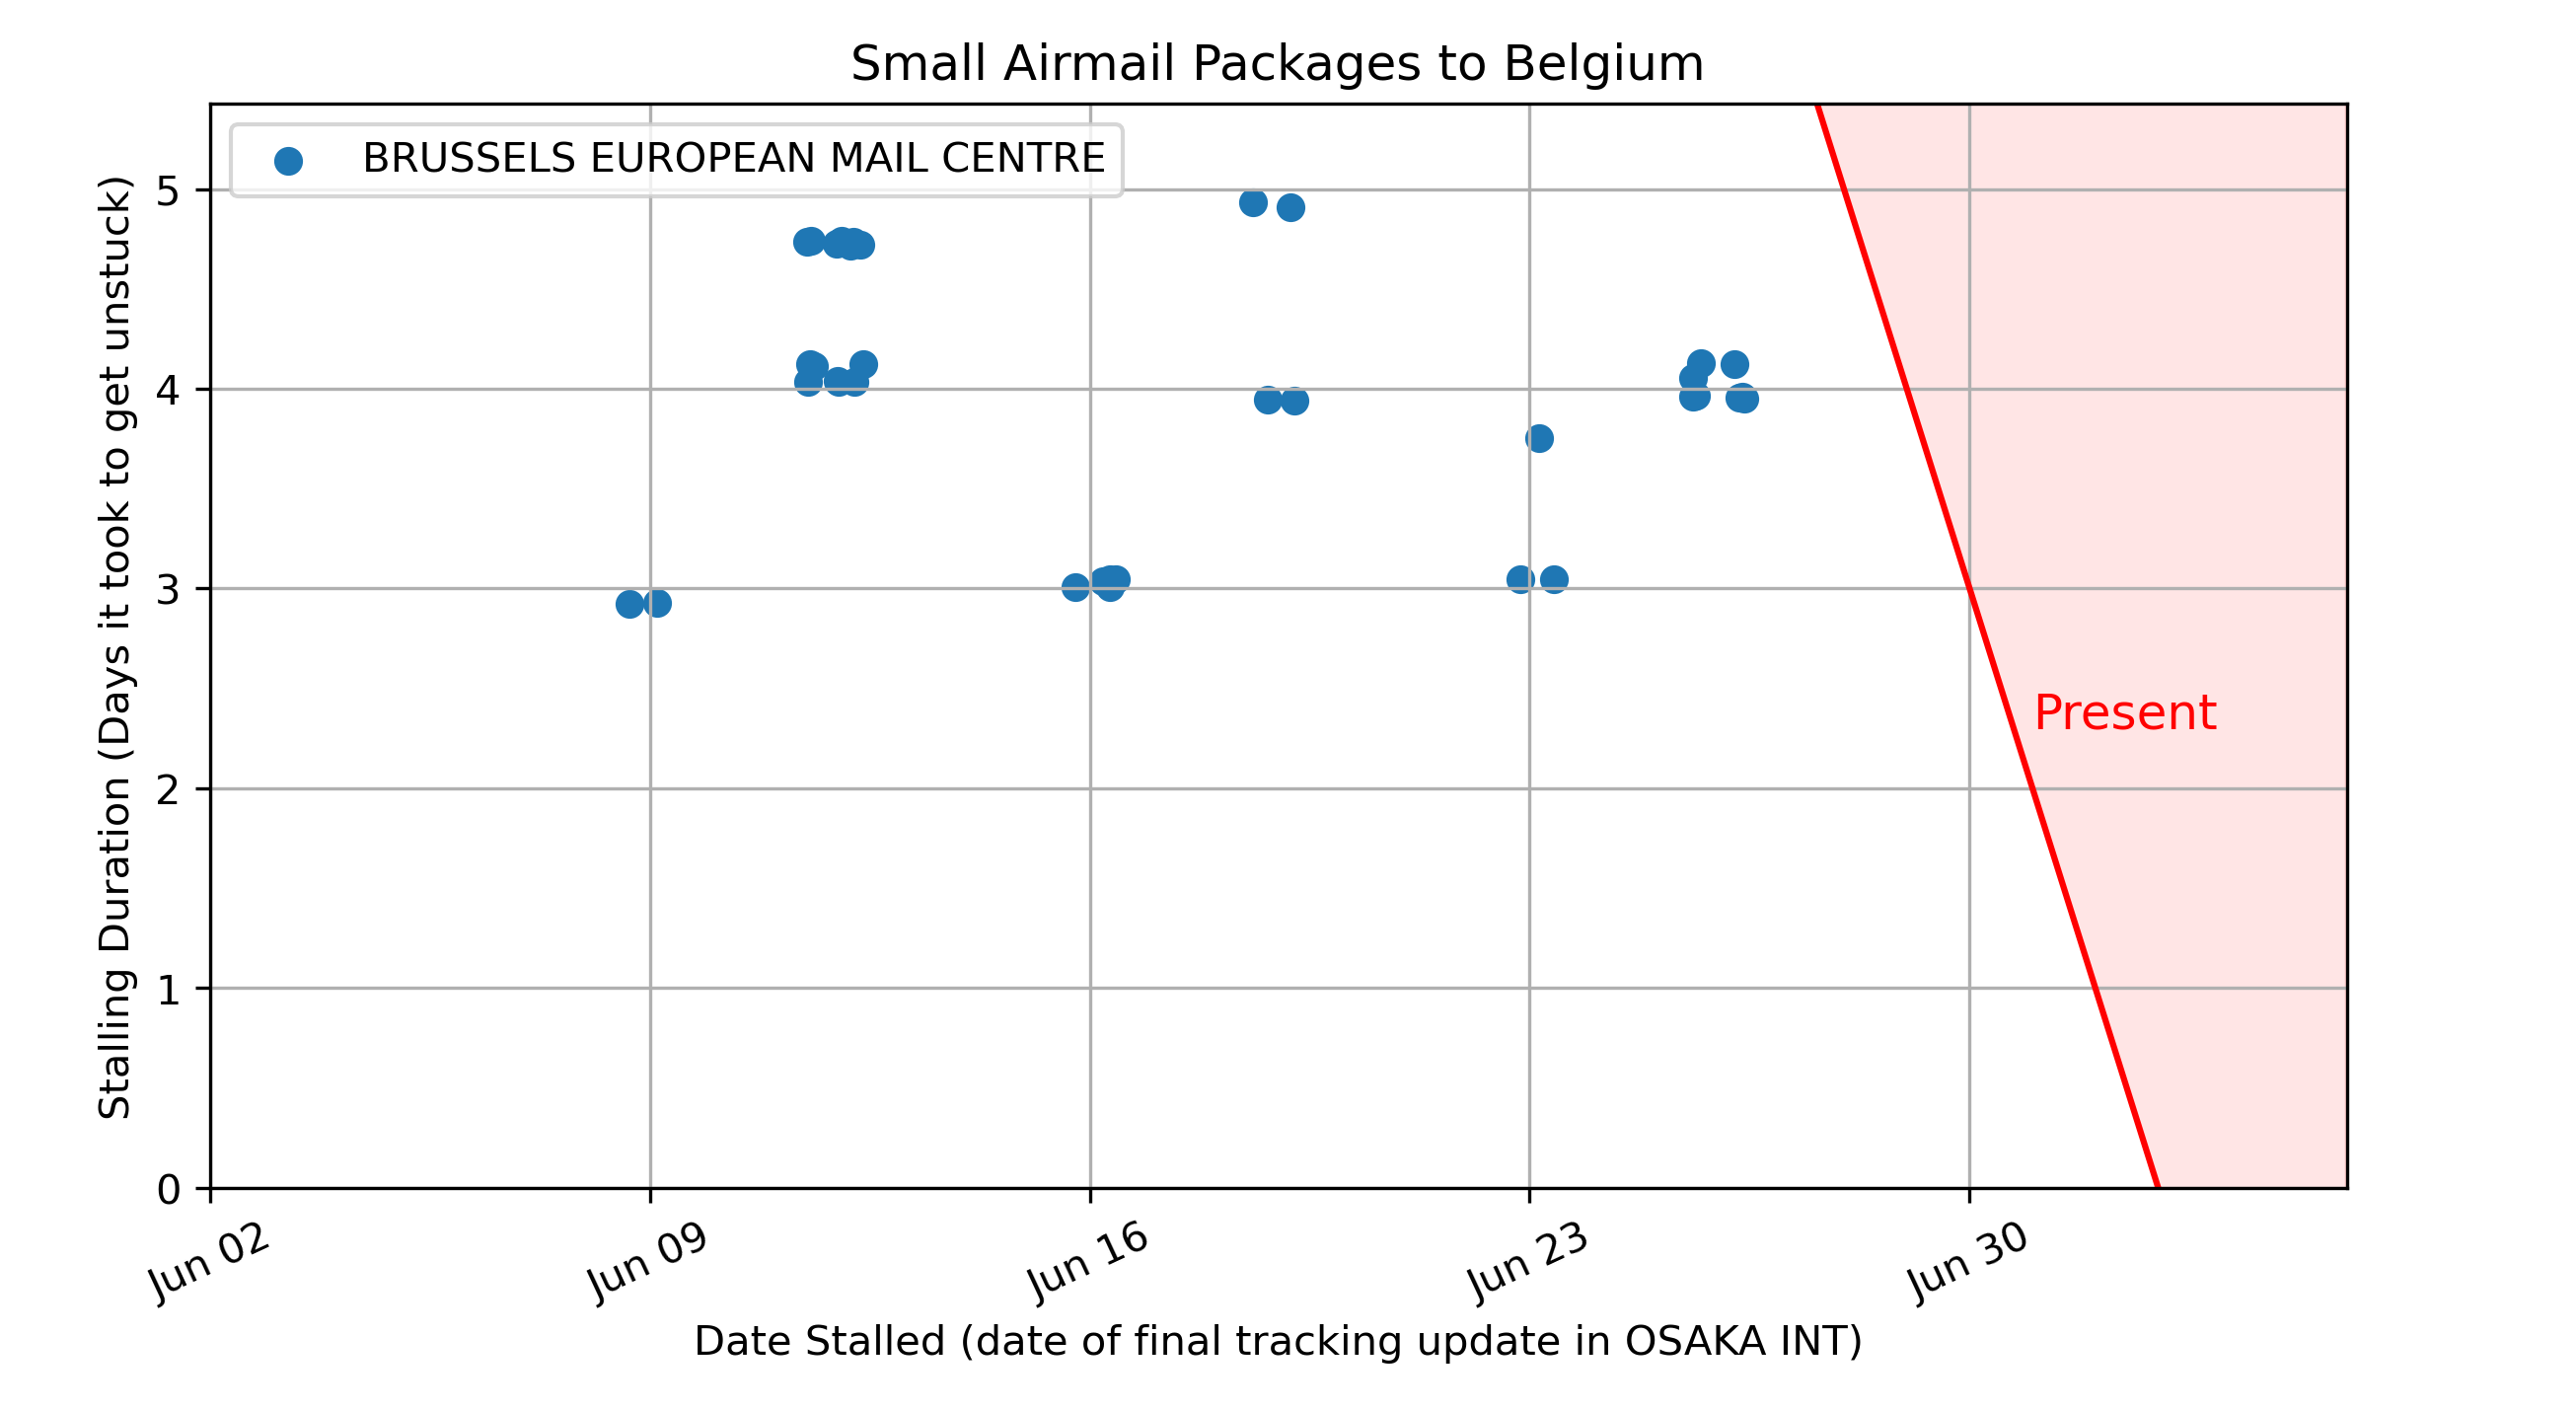 Small Airmail Packages to Belgium
BRUSSELS EUROPEAN MAIL CENTRE
Stalling Duration (Days it took to get unstuck)
5
4
3
2
1
0
Present
Jun 02
Jun 09
Jun 16
Jun 23
Jun 30
Date Stalled (date of final tracking update in OSAKA INT)